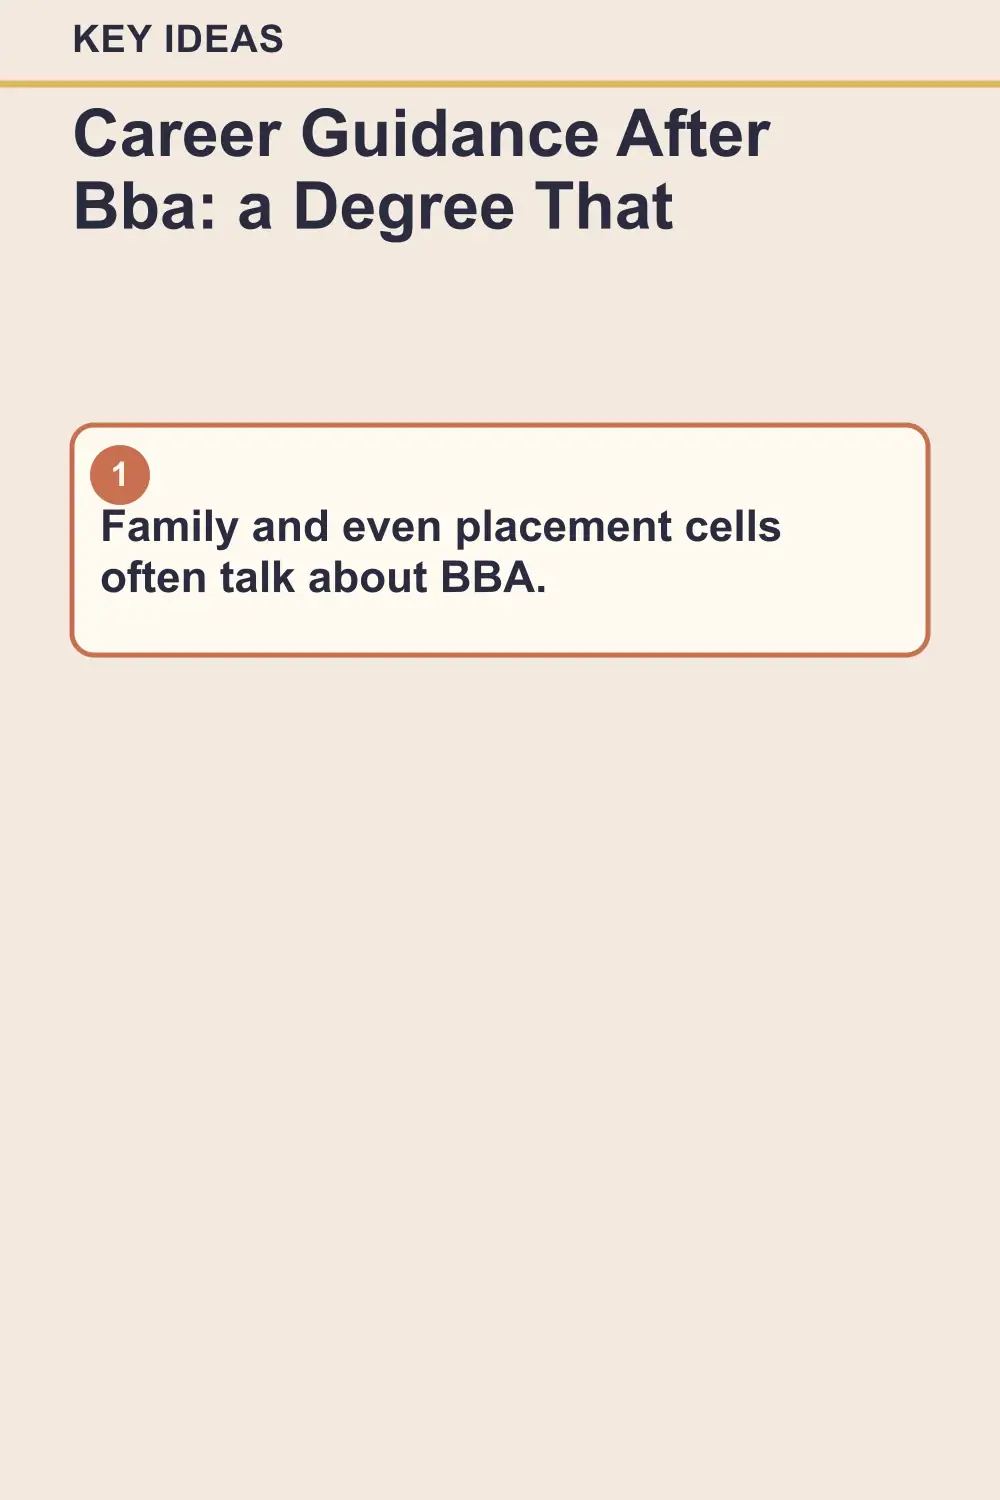 KEY IDEAS
Career Guidance After
Bba: a Degree That
1
Family and even placement cells
often talk about BBA.